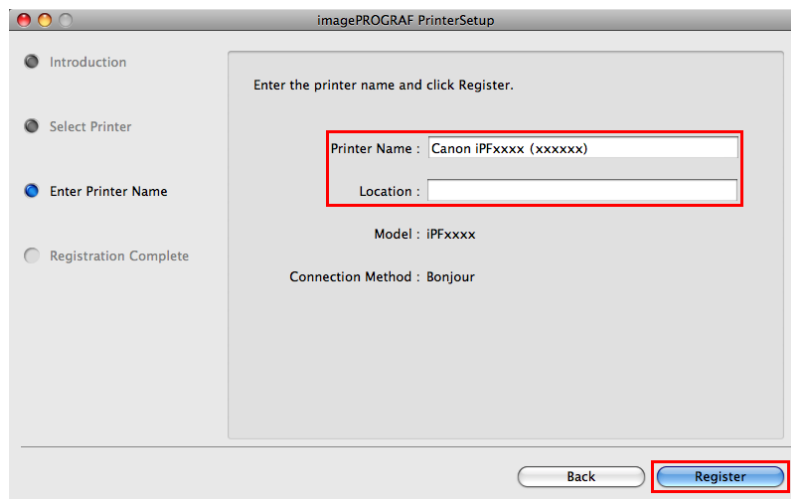 imagePROGRAF PrinterSetup
Introduction
Select Printer
Enter Printer Name
Registration Complete
Enter the printer name and click Register.
Printer Name : Canon iPFxxxx (xxxxxx)
Location :
Model : iPFxxxx
Connection Method : Bonjour
Back
Register